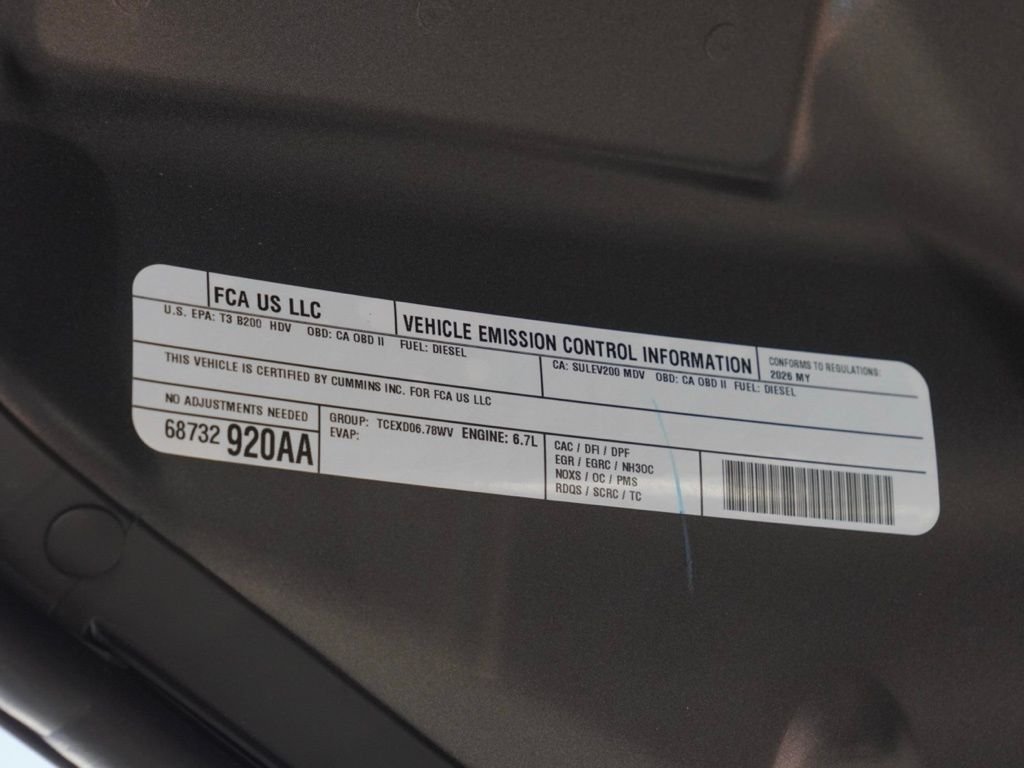 FCA US LLC
VEHICLE EMISSION CONTROL INFORMATION
CONFORMS TO REGULATIONS:
2026 MY
U.S. EPA: T3 B200 HDV OBD: CA OBD II FUEL: DIESEL
CA: SULEV200 MDV OBD: CA OBD II FUEL: DIESEL
THIS VEHICLE IS CERTIFIED BY CUMMINS INC. FOR FCA US LLC
NO ADJUSTMENTS NEEDED
68732 920AA
GROUP: TCEXD06.78WV ENGINE: 6.7L
EVAP:
CAC / DFI / DPF
EGR / EGRC / NH3OC
NOXS / OC / PMS
RDQS / SCRC / TC